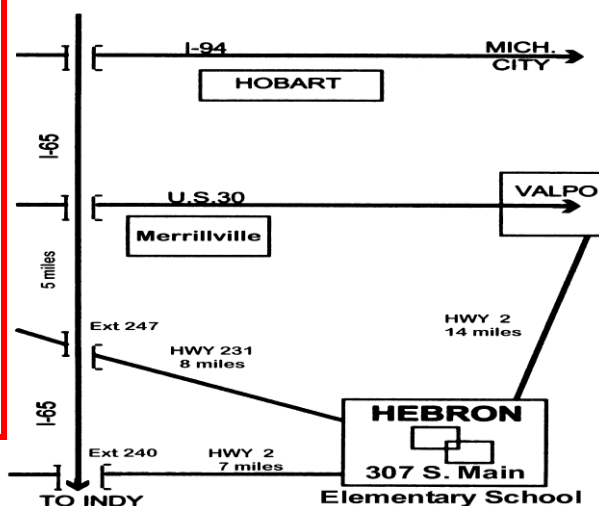 I-94
MICH.
CITY
HOBART
I-65
U.S.30
VALPO
Merrillville
5 miles
Ext 247
HWY 231
8 miles
HWY 2
14 miles
I-65
HEBRON
307 S. Main
Elementary School
Ext 240
HWY 2
7 miles
TO INDY